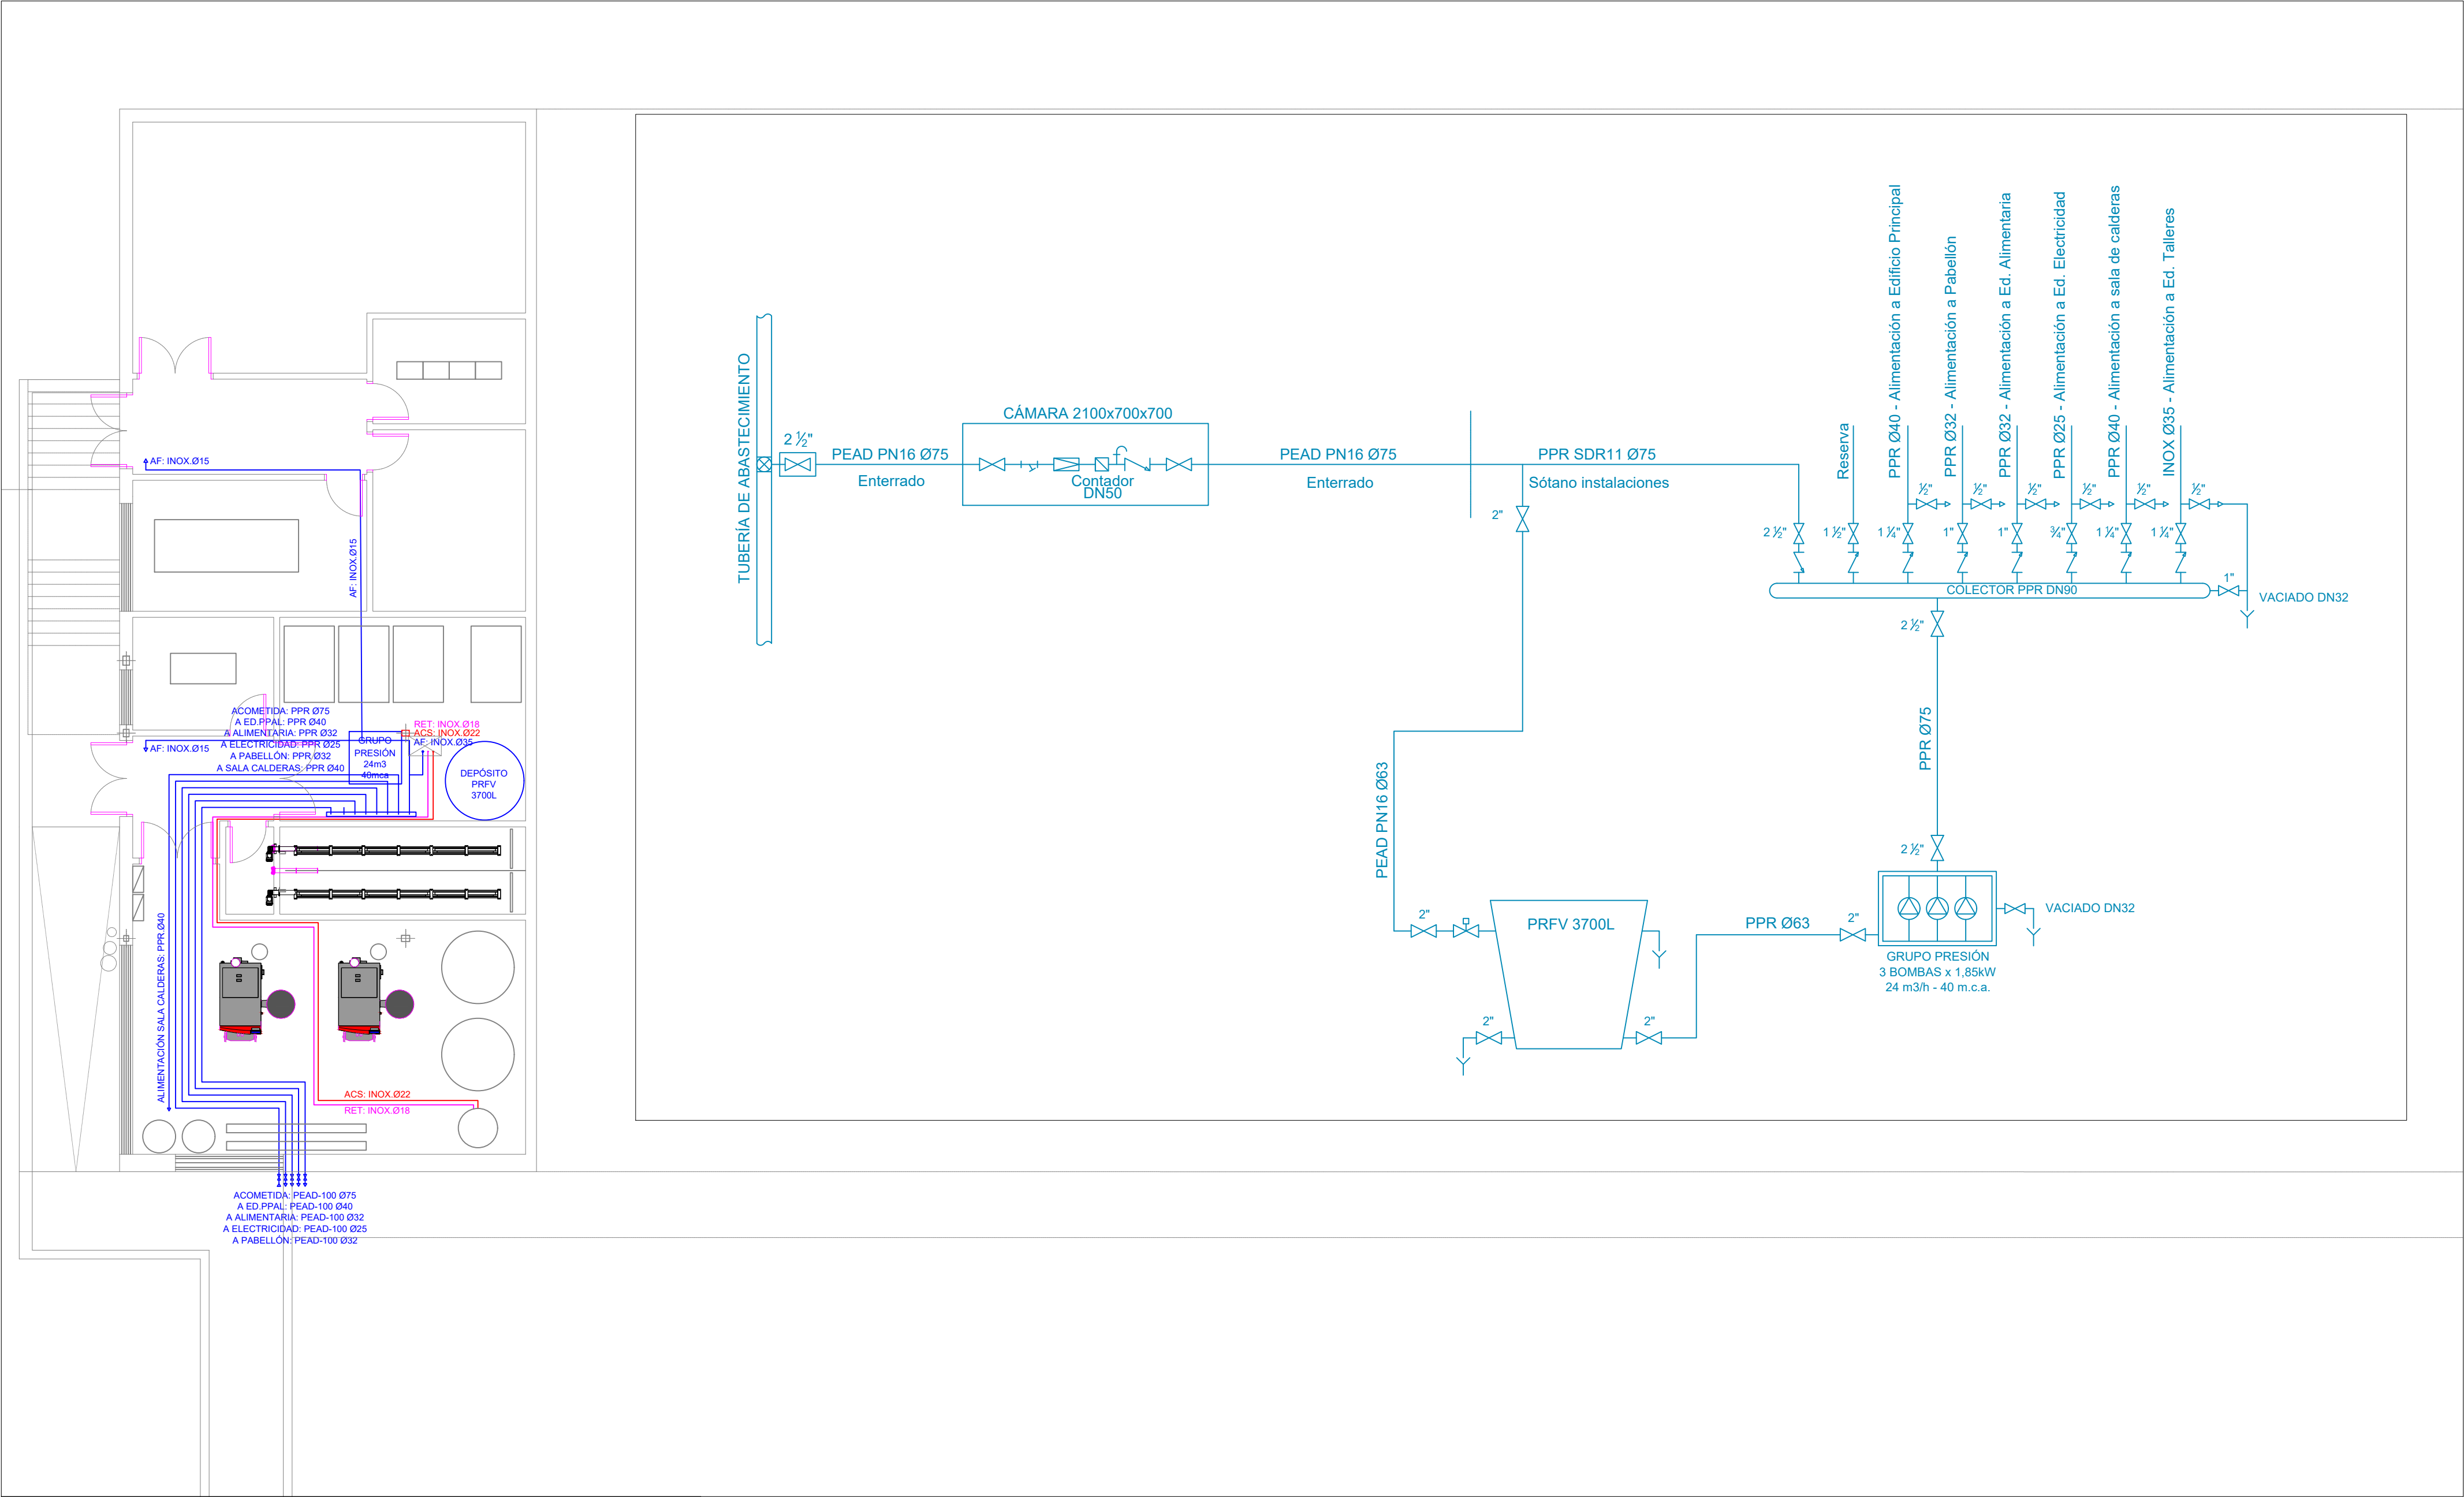 AF: INOX.Ø15
AF: INOX.Ø15
ACOMETIDA: PPR Ø75
A ED.PPAL: PPR Ø40
A ALIMENTARIA: PPR Ø32
A ELECTRICIDAD: PPR Ø25
A PABELLÓN: PPR Ø32
A SALA CALDERAS: PPR Ø40
AF: INOX.Ø15
GRUPO
PRESIÓN
24m3
40mca
RET: INOX.Ø18
ACS: INOX.Ø22
AF: INOX.Ø35
DEPÓSITO
PRFV
3700L
ALIMENTACIÓN SALA CALDERAS: PPR.Ø40
ACS: INOX.Ø22
RET: INOX.Ø18
ACOMETIDA: PEAD-100 Ø75
A ED.PPAL: PEAD-100 Ø40
A ALIMENTARIA: PEAD-100 Ø32
A ELECTRICIDAD: PEAD-100 Ø25
A PABELLÓN: PEAD-100 Ø32
TUBERÍA DE ABASTECIMIENTO
2 ½"
PEAD PN16 Ø75
Enterrado
CÁMARA 2100x700x700
Contador
DN50
PEAD PN16 Ø75
Enterrado
PPR SDR11 Ø75
Sótano instalaciones
2"
Reserva
PPR Ø40 - Alimentación a Edificio Principal
PPR Ø32 - Alimentación a Pabellón
PPR Ø32 - Alimentación a Ed. Alimentaria
PPR Ø25 - Alimentación a Ed. Electricidad
PPR Ø40 - Alimentación a sala de calderas
INOX Ø35 - Alimentación a Ed. Talleres
½"
½"
½"
½"
½"
½"
2 ½"
1 ½"
1 ¼"
1"
1"
¾"
1 ¼"
1 ¼"
COLECTOR PPR DN90
1"
VACIADO DN32
2 ½"
PPR Ø75
2 ½"
PEAD PN16 Ø63
2"
PRFV 3700L
2"
2"
PPR Ø63
2"
VACIADO DN32
GRUPO PRESIÓN
3 BOMBAS x 1,85kW
24 m3/h - 40 m.c.a.